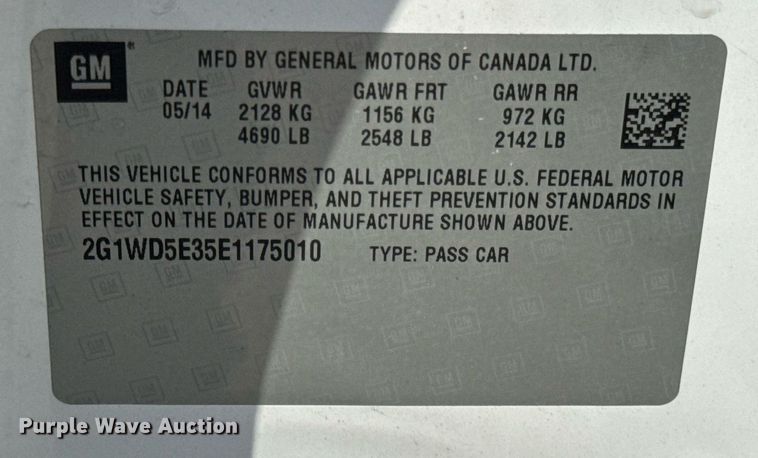 GM
MFD BY GENERAL MOTORS OF CANADA LTD.
DATE GVWR GAWR FRT GAWR RR
05/14 2128 KG 1156 KG 972 KG
4690 LB 2548 LB 2142 LB
THIS VEHICLE CONFORMS TO ALL APPLICABLE U.S. FEDERAL MOTOR
VEHICLE SAFETY, BUMPER, AND THEFT PREVENTION STANDARDS IN
EFFECT ON THE DATE OF MANUFACTURE SHOWN ABOVE.
2G1WD5E35E1175010 TYPE: PASS CAR
Purple Wave Auction